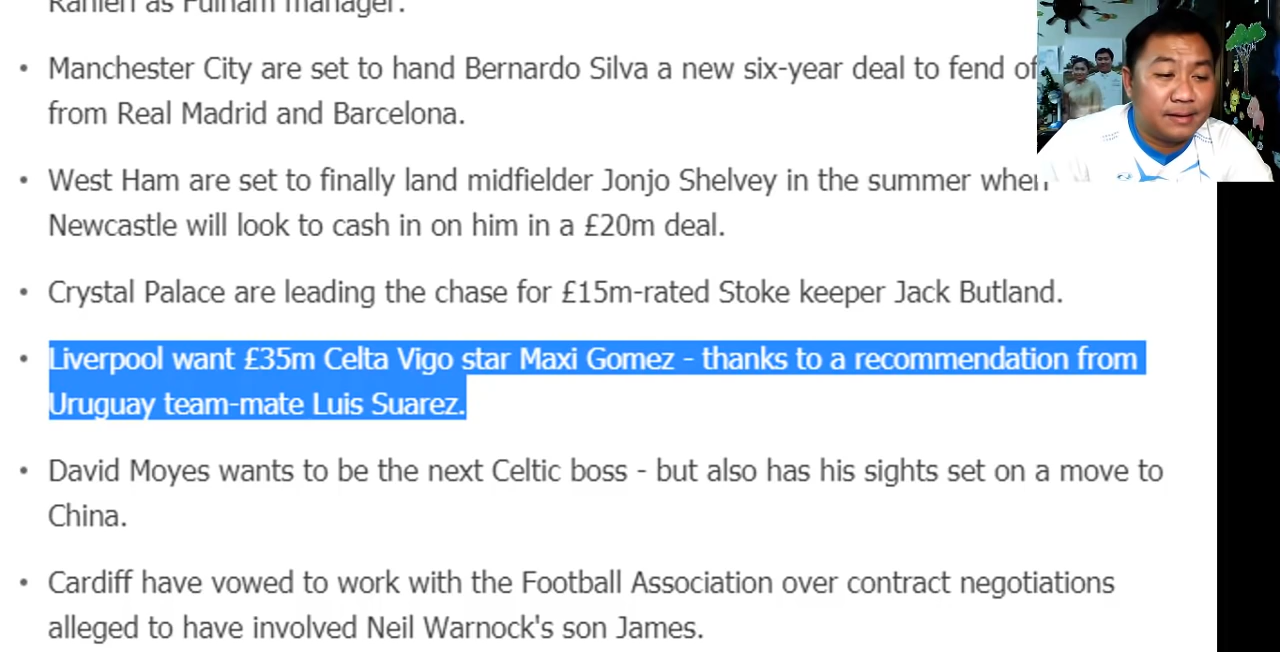 Ranieri as Fulham manager.
• Manchester City are set to hand Bernardo Silva a new six-year deal to fend of
from Real Madrid and Barcelona.
• West Ham are set to finally land midfielder Jonjo Shelvey in the summer when
Newcastle will look to cash in on him in a £20m deal.
• Crystal Palace are leading the chase for £15m-rated Stoke keeper Jack Butland.
• Liverpool want £35m Celta Vigo star Maxi Gomez - thanks to a recommendation from
Uruguay team-mate Luis Suarez.
• David Moyes wants to be the next Celtic boss - but also has his sights set on a move to
China.
• Cardiff have vowed to work with the Football Association over contract negotiations
alleged to have involved Neil Warnock's son James.